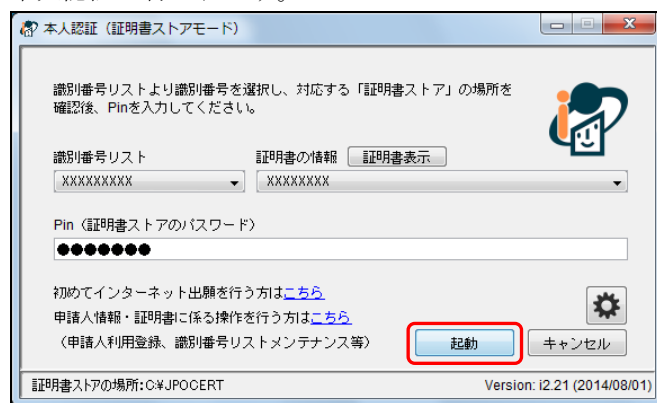 本人認証（証明書ストアモード）
識別番号リストより識別番号を選択し、対応する「証明書ストア」の場所を
確認後、Pinを入力してください。
識別番号リスト 証明書の情報 証明書表示
XXXXXXXXX XXXXXXXX
Pin（証明書ストアのパスワード）
●●●●●●●
初めてインターネット出願を行う方はこちら
申請人情報・証明書に係る操作を行う方はこちら
（申請人利用登録、識別番号リストメンテナンス等） 起動 キャンセル
証明書ストアの場所:C:¥JPOCERT Version: i2.21 (2014/08/01)